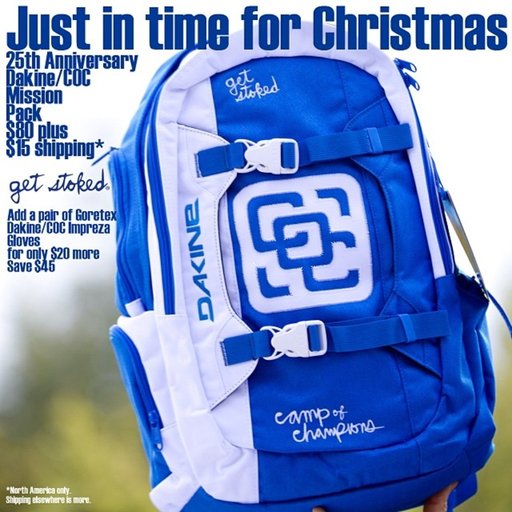 Just in time for Christmas
25th Anniversary
Dakine/COC
Mission
Pack
$80 plus
$15 shipping*
get stoked
Add a pair of Goretex
Dakine/COC Impreza
Gloves
for only $20 more
Save $45
get
stoked
DAKINE
COC
camp of
champions
*North America only.
Shipping elsewhere is more.